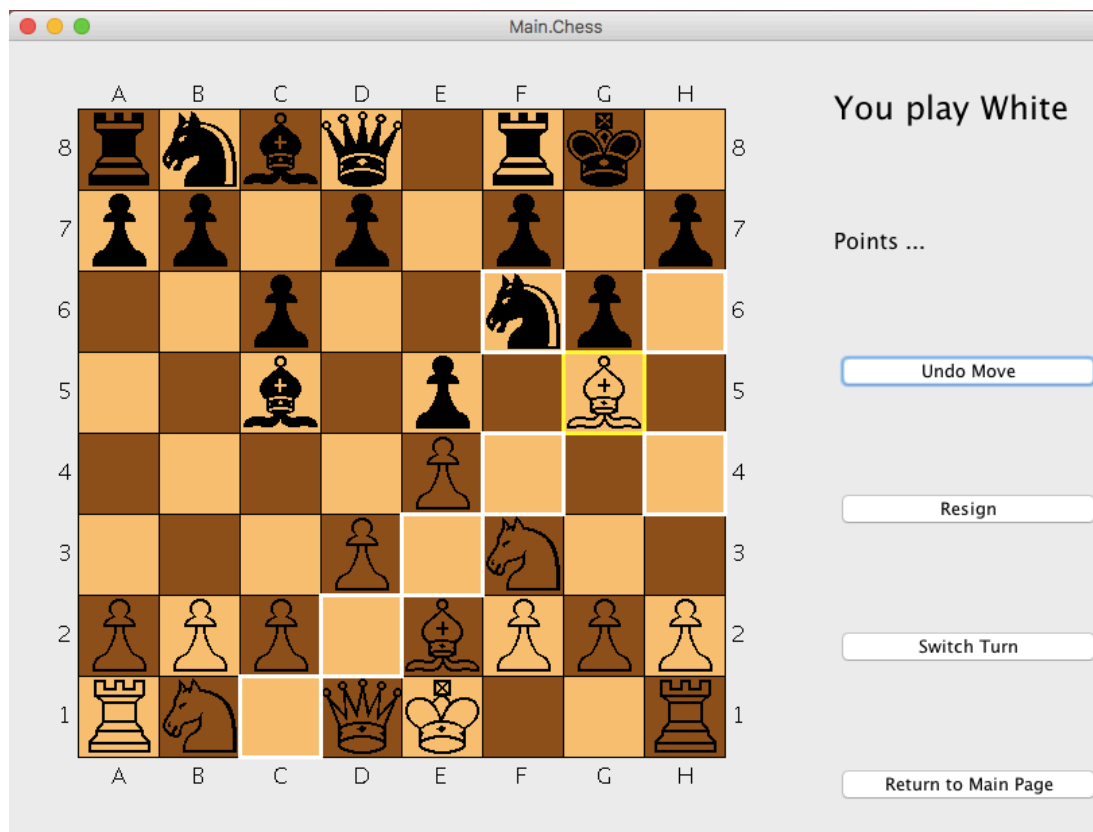 Main.Chess
A B C D E F G H
You play White
8 8
7 7
Points ...
6 6
5 5
Undo Move
4 4
Resign
3 3
2 2
Switch Turn
1 1
A B C D E F G H
Return to Main Page